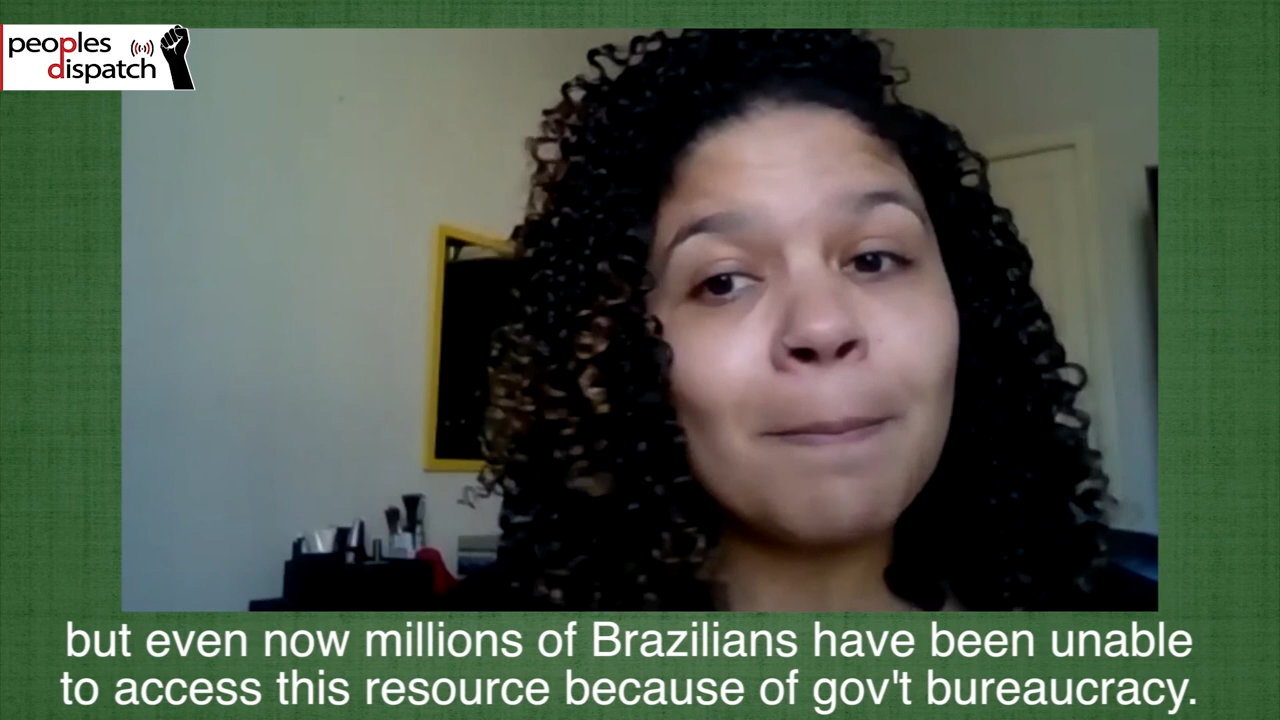 peoples
dispatch
but even now millions of Brazilians have been unable
to access this resource because of gov't bureaucracy.